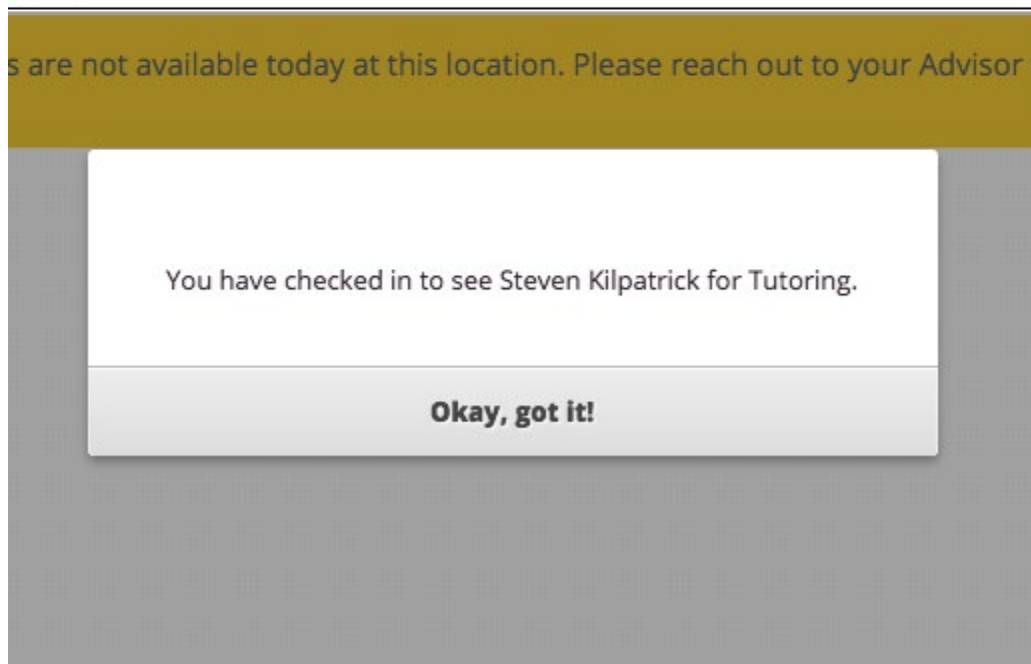 s are not available today at this location. Please reach out to your Advisor
You have checked in to see Steven Kilpatrick for Tutoring.
Okay, got it!